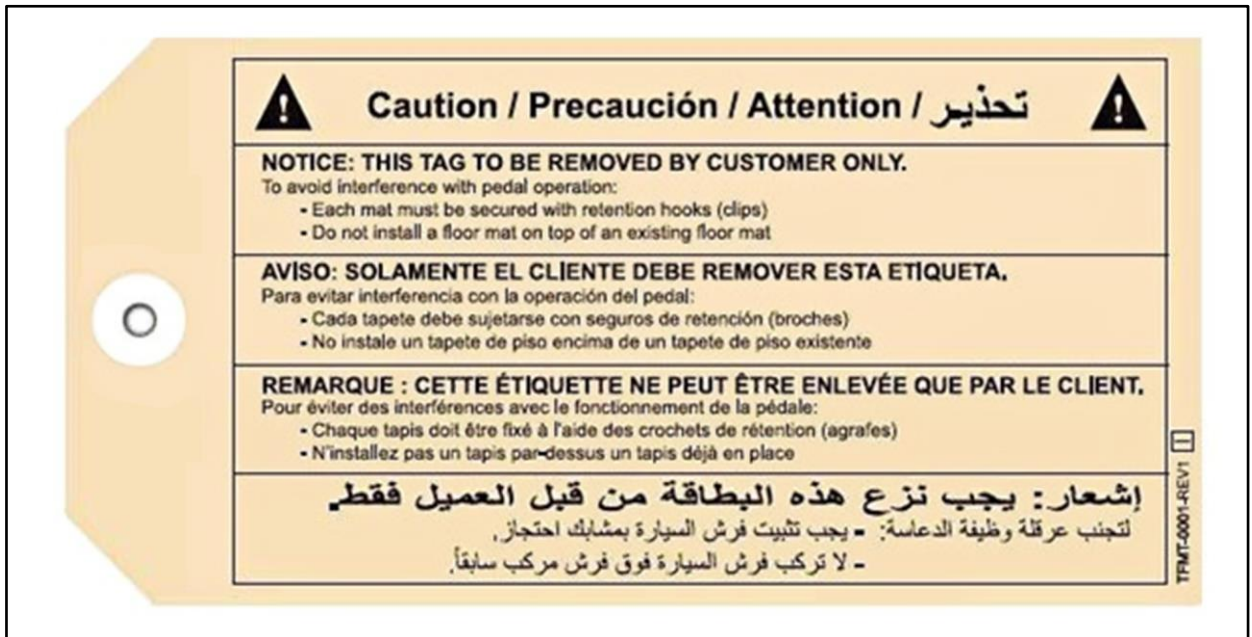 Caution / Precaución / Attention / تحذير
NOTICE: THIS TAG TO BE REMOVED BY CUSTOMER ONLY.
To avoid interference with pedal operation:
- Each mat must be secured with retention hooks (clips)
- Do not install a floor mat on top of an existing floor mat
AVISO: SOLAMENTE EL CLIENTE DEBE REMOVER ESTA ETIQUETA.
Para evitar interferencia con la operación del pedal:
- Cada tapete debe sujetarse con seguros de retención (broches)
- No instale un tapete de piso encima de un tapete de piso existente
REMARQUE : CETTE ÉTIQUETTE NE PEUT ÊTRE ENLEVÉE QUE PAR LE CLIENT.
Pour éviter des interférences avec le fonctionnement de la pédale:
- Chaque tapis doit être fixé à l'aide des crochets de rétention (agrafes)
- N'installez pas un tapis par-dessus un tapis déjà en place
إشعار: يجب نزع هذه البطاقة من قبل العميل فقط.
لتجنب عرقلة وظيفة الدعاسة: - يجب تثبيت فرش السيارة بمشابك احتجاز.
- لا تركب فرش السيارة فوق فرش مركب سابقاً.
TFMT-0001-REV1